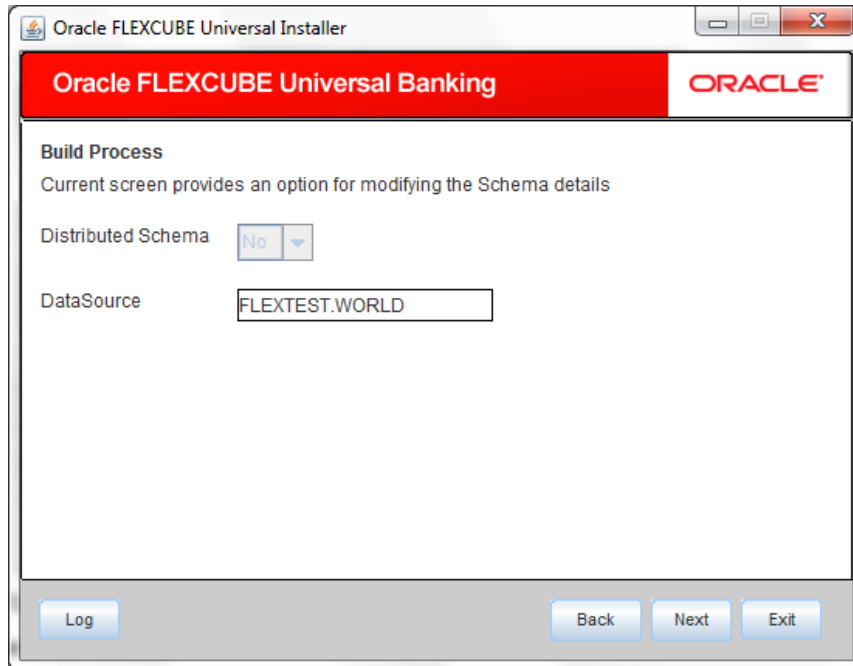 Oracle FLEXCUBE Universal Installer
Oracle FLEXCUBE Universal Banking
ORACLE
Build Process
Current screen provides an option for modifying the Schema details
Distributed Schema No
DataSource FLEXTEST.WORLD
Log Back Next Exit